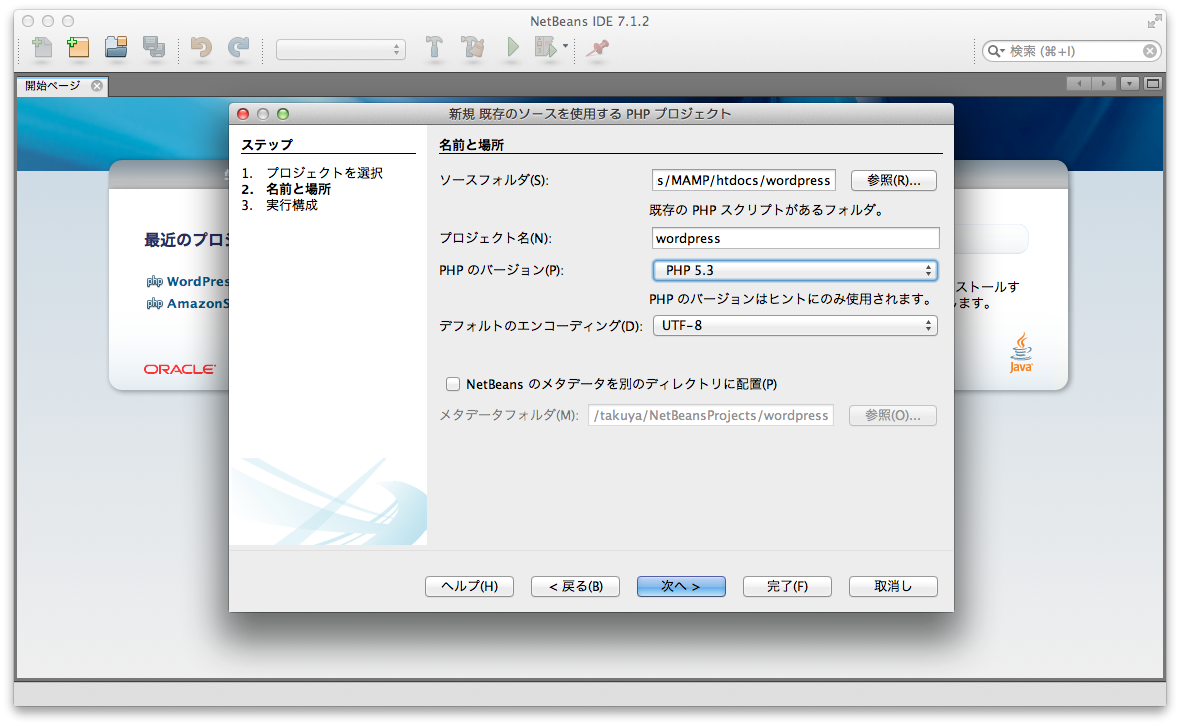 NetBeans IDE 7.1.2
検索 (⌘+I)
開始ページ
新規 既存のソースを使用する PHP プロジェクト
ステップ
1. プロジェクトを選択
2. 名前と場所
3. 実行構成
名前と場所
ソースフォルダ(S):
s/MAMP/htdocs/wordpress
参照(R)...
既存の PHP スクリプトがあるフォルダ。
プロジェクト名(N):
wordpress
PHP のバージョン(P):
PHP 5.3
PHP のバージョンはヒントにのみ使用されます。
デフォルトのエンコーディング(D):
UTF-8
NetBeans のメタデータを別のディレクトリに配置(P)
メタデータフォルダ(M):
/takuya/NetBeansProjects/wordpress
参照(O)...
ヘルプ(H)
< 戻る(B)
次へ >
完了(F)
取消し
最近のプロ
php WordPres
php AmazonS
ORACLE
ストールす
ます。
Java